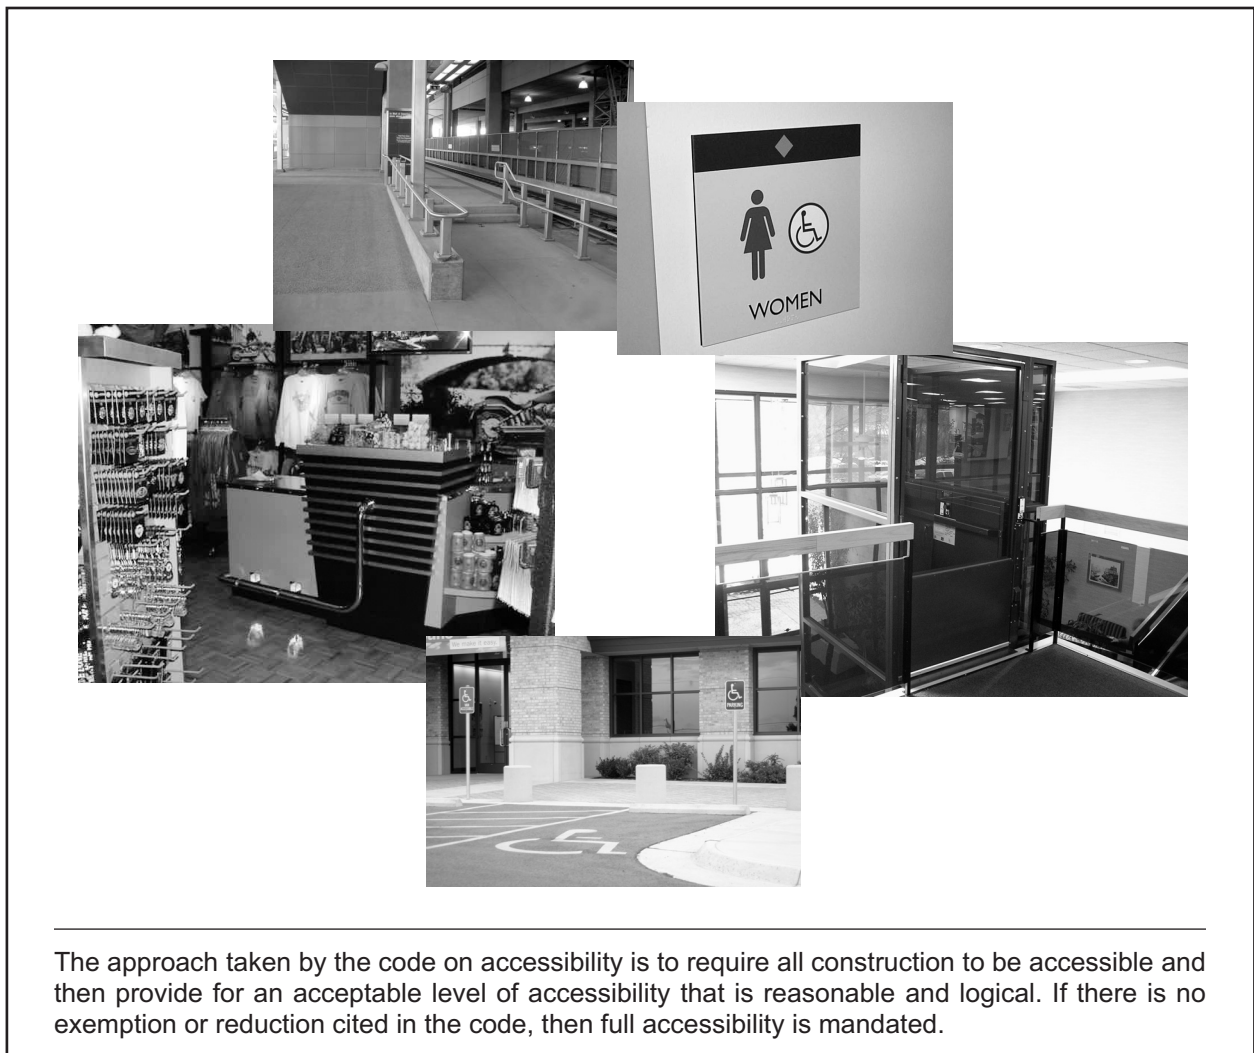 WOMEN
PARKING
The approach taken by the code on accessibility is to require all construction to be accessible and
then provide for an acceptable level of accessibility that is reasonable and logical. If there is no
exemption or reduction cited in the code, then full accessibility is mandated.